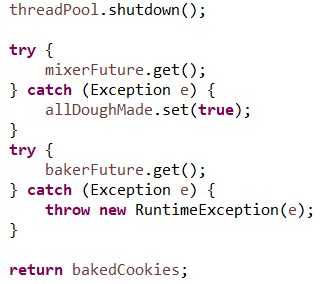 threadPool.shutdown();
try {
    mixerFuture.get();
} catch (Exception e) {
    allDoughMade.set(true);
}
try {
    bakerFuture.get();
} catch (Exception e) {
    throw new RuntimeException(e);
}
return bakedCookies;